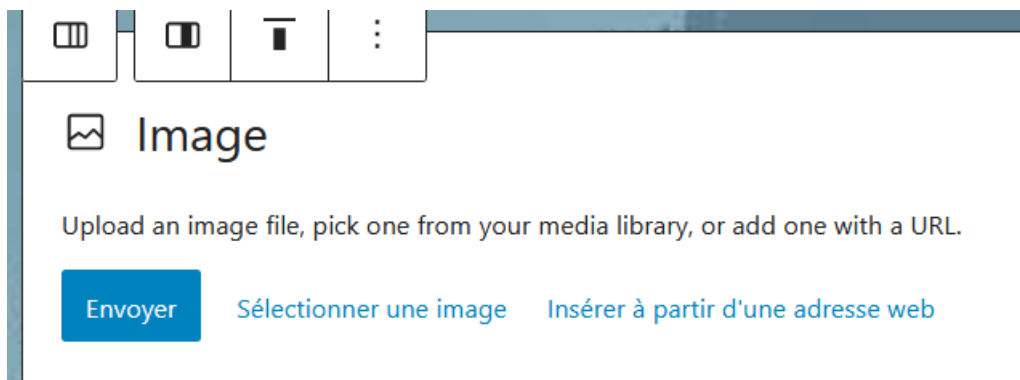 Image
Upload an image file, pick one from your media library, or add one with a URL.
Envoyer Sélectionner une image Insérer à partir d'une adresse web